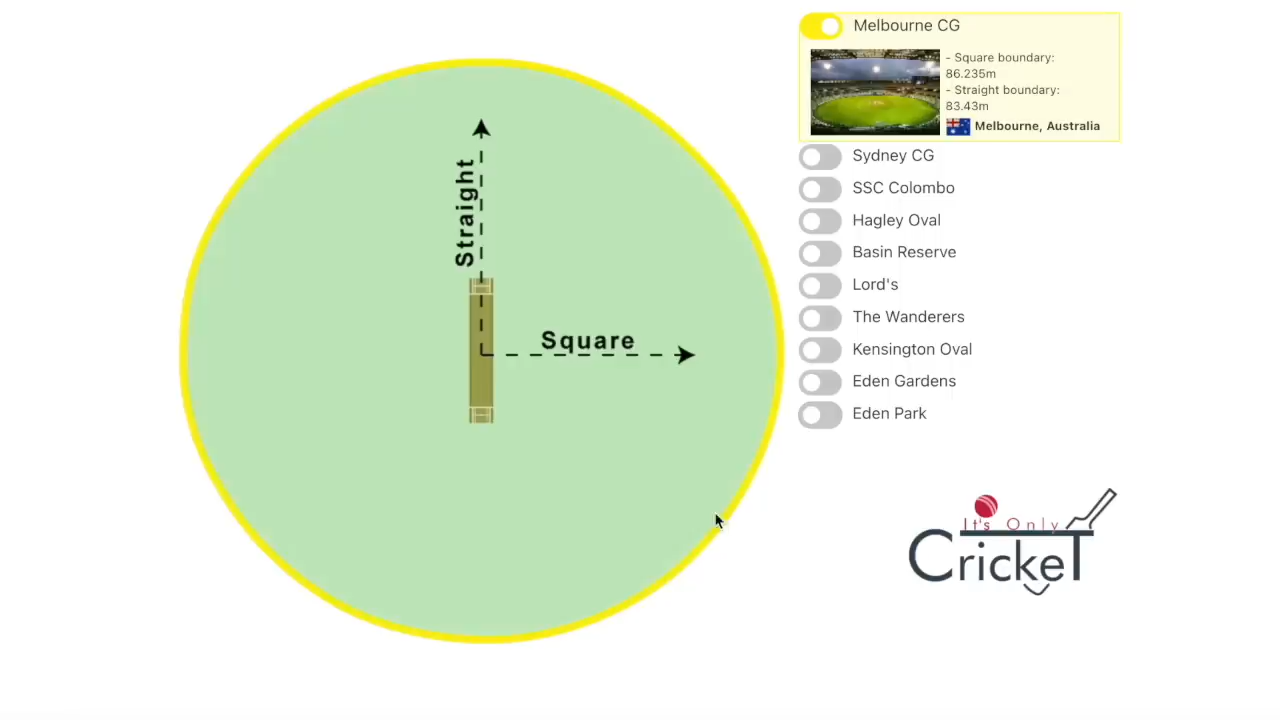 Melbourne CG
- Square boundary:
86.235m
- Straight boundary:
83.43m
Melbourne, Australia
Sydney CG
SSC Colombo
Hagley Oval
Basin Reserve
Lord's
The Wanderers
Kensington Oval
Eden Gardens
Eden Park
Straight
Square
It's Only
CrickeT